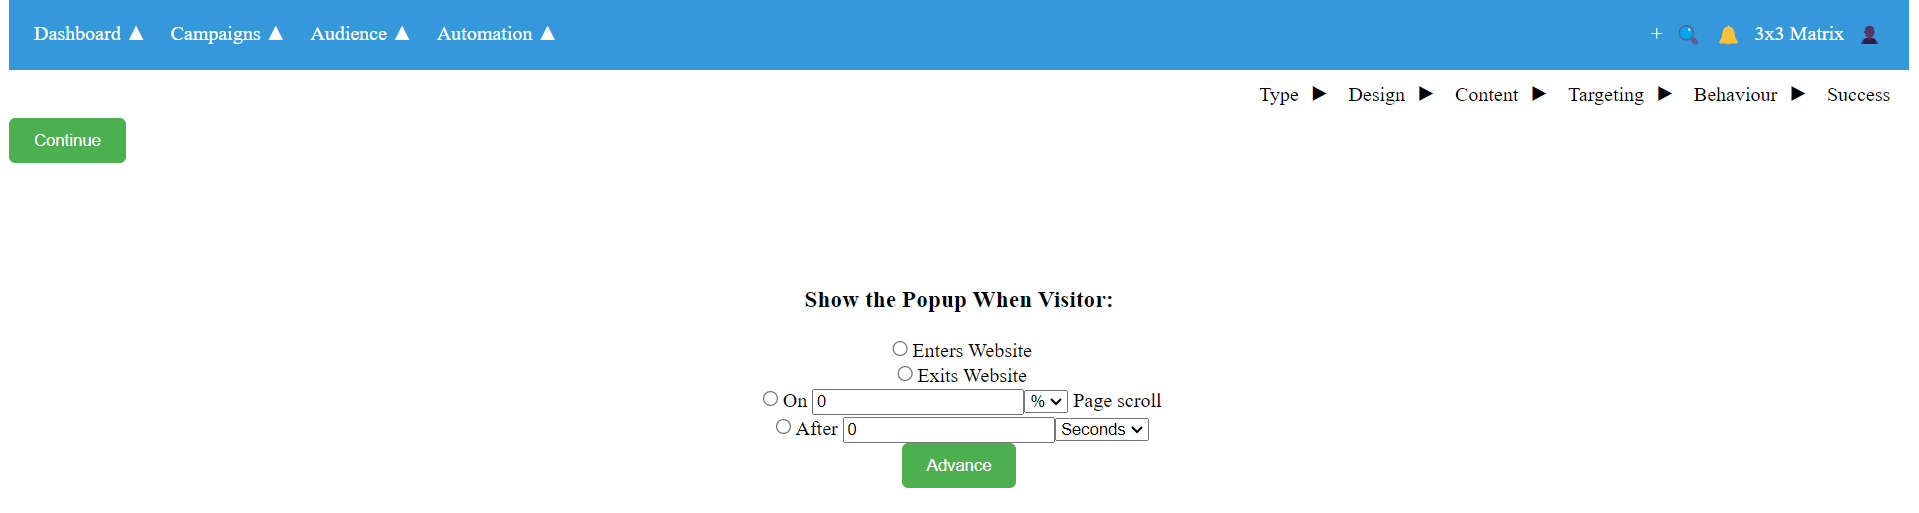 Dashboard ▲ Campaigns ▲ Audience ▲ Automation ▲ + 3x3 Matrix
Type ► Design ► Content ► Targeting ► Behaviour ► Success
Continue
Show the Popup When Visitor:
Enters Website
Exits Website
On 0 % Page scroll
After 0 Seconds
Advance